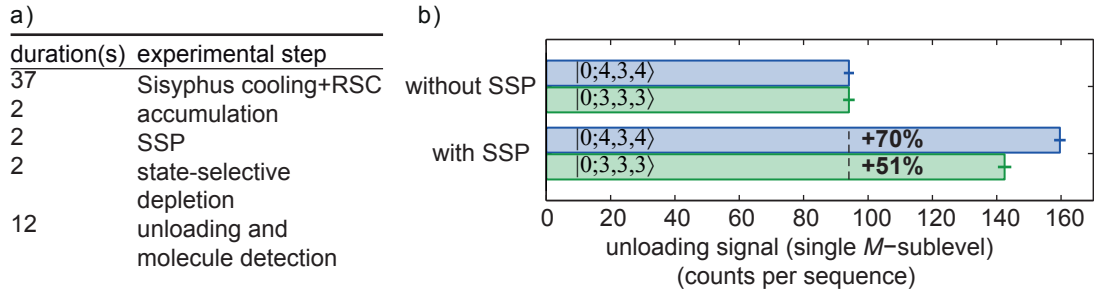 a)
duration(s) experimental step
37 Sisyphus cooling+RSC
2 accumulation
2 SSP
2 state-selective
depletion
12 unloading and
molecule detection
b)
without SSP
|0;4,3,4⟩
|0;3,3,3⟩
with SSP
|0;4,3,4⟩ +70%
|0;3,3,3⟩ +51%
0 20 40 60 80 100 120 140 160
unloading signal (single M−sublevel)
(counts per sequence)